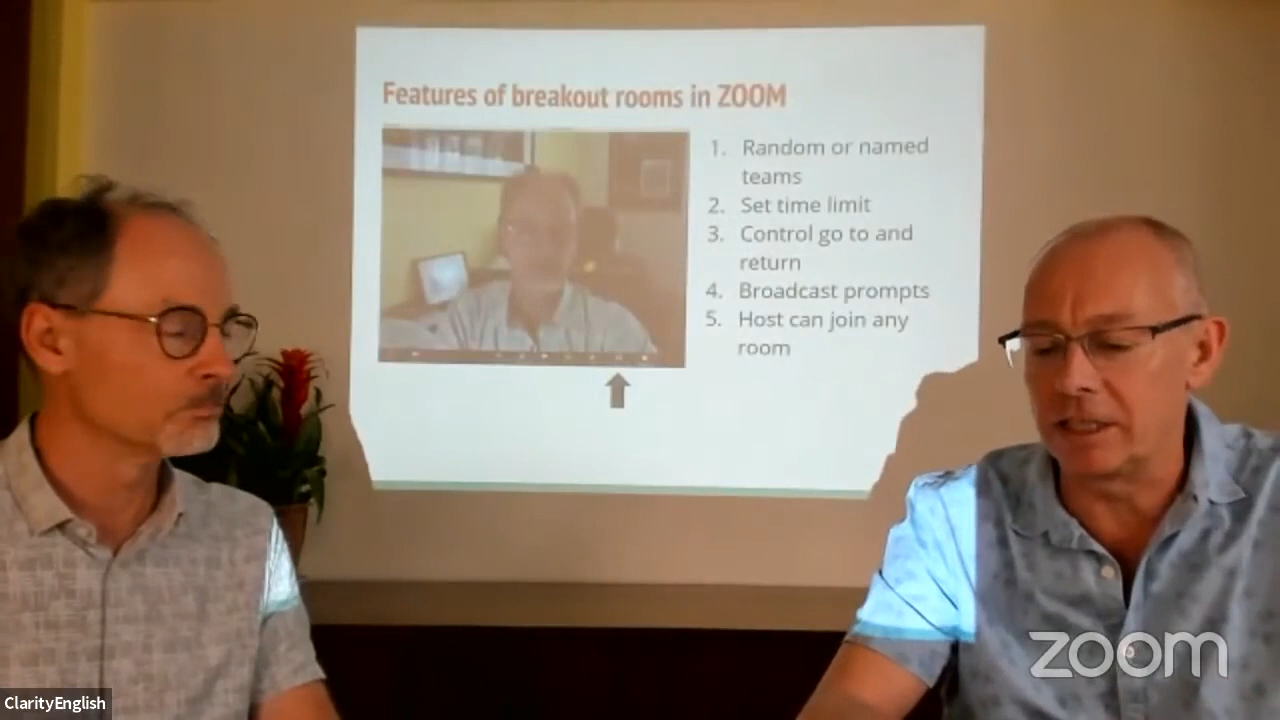 Features of breakout rooms in ZOOM
1. Random or named
teams
2. Set time limit
3. Control go to and
return
4. Broadcast prompts
5. Host can join any
room
zoom
ClarityEnglish